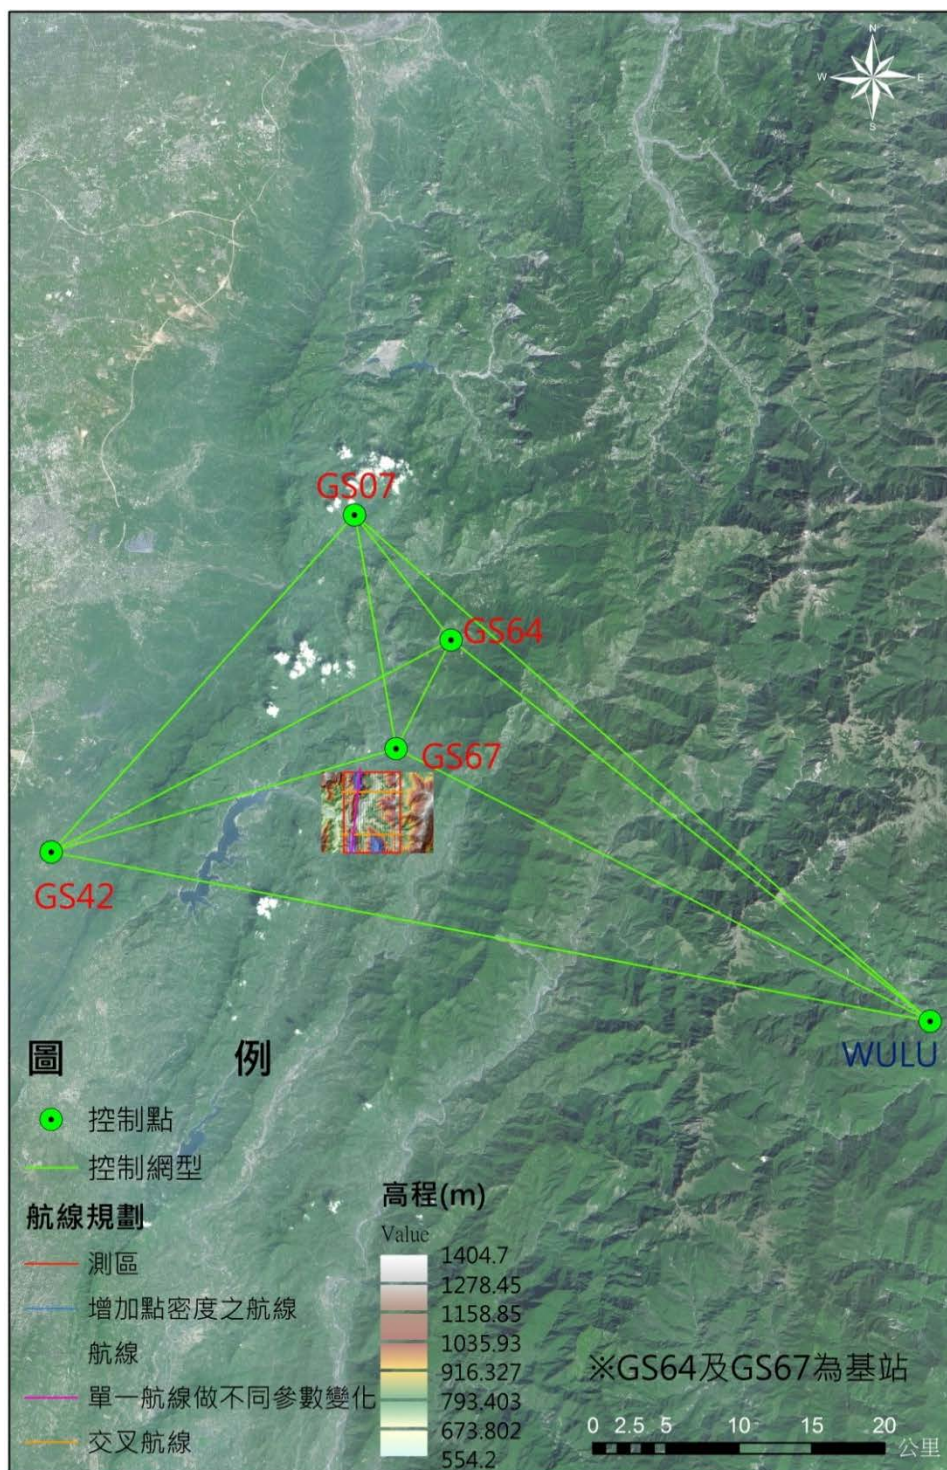 N
W E
S
GS07
GS64
GS67
GS42
WULU
圖 例
控制點
控制網型
航線規劃
測區
增加點密度之航線
航線
單一航線做不同參數變化
交叉航線
高程(m)
Value
1404.7
1278.45
1158.85
1035.93
916.327
793.403
673.802
554.2
※GS64及GS67為基站
0 2.5 5 10 15 20
公里